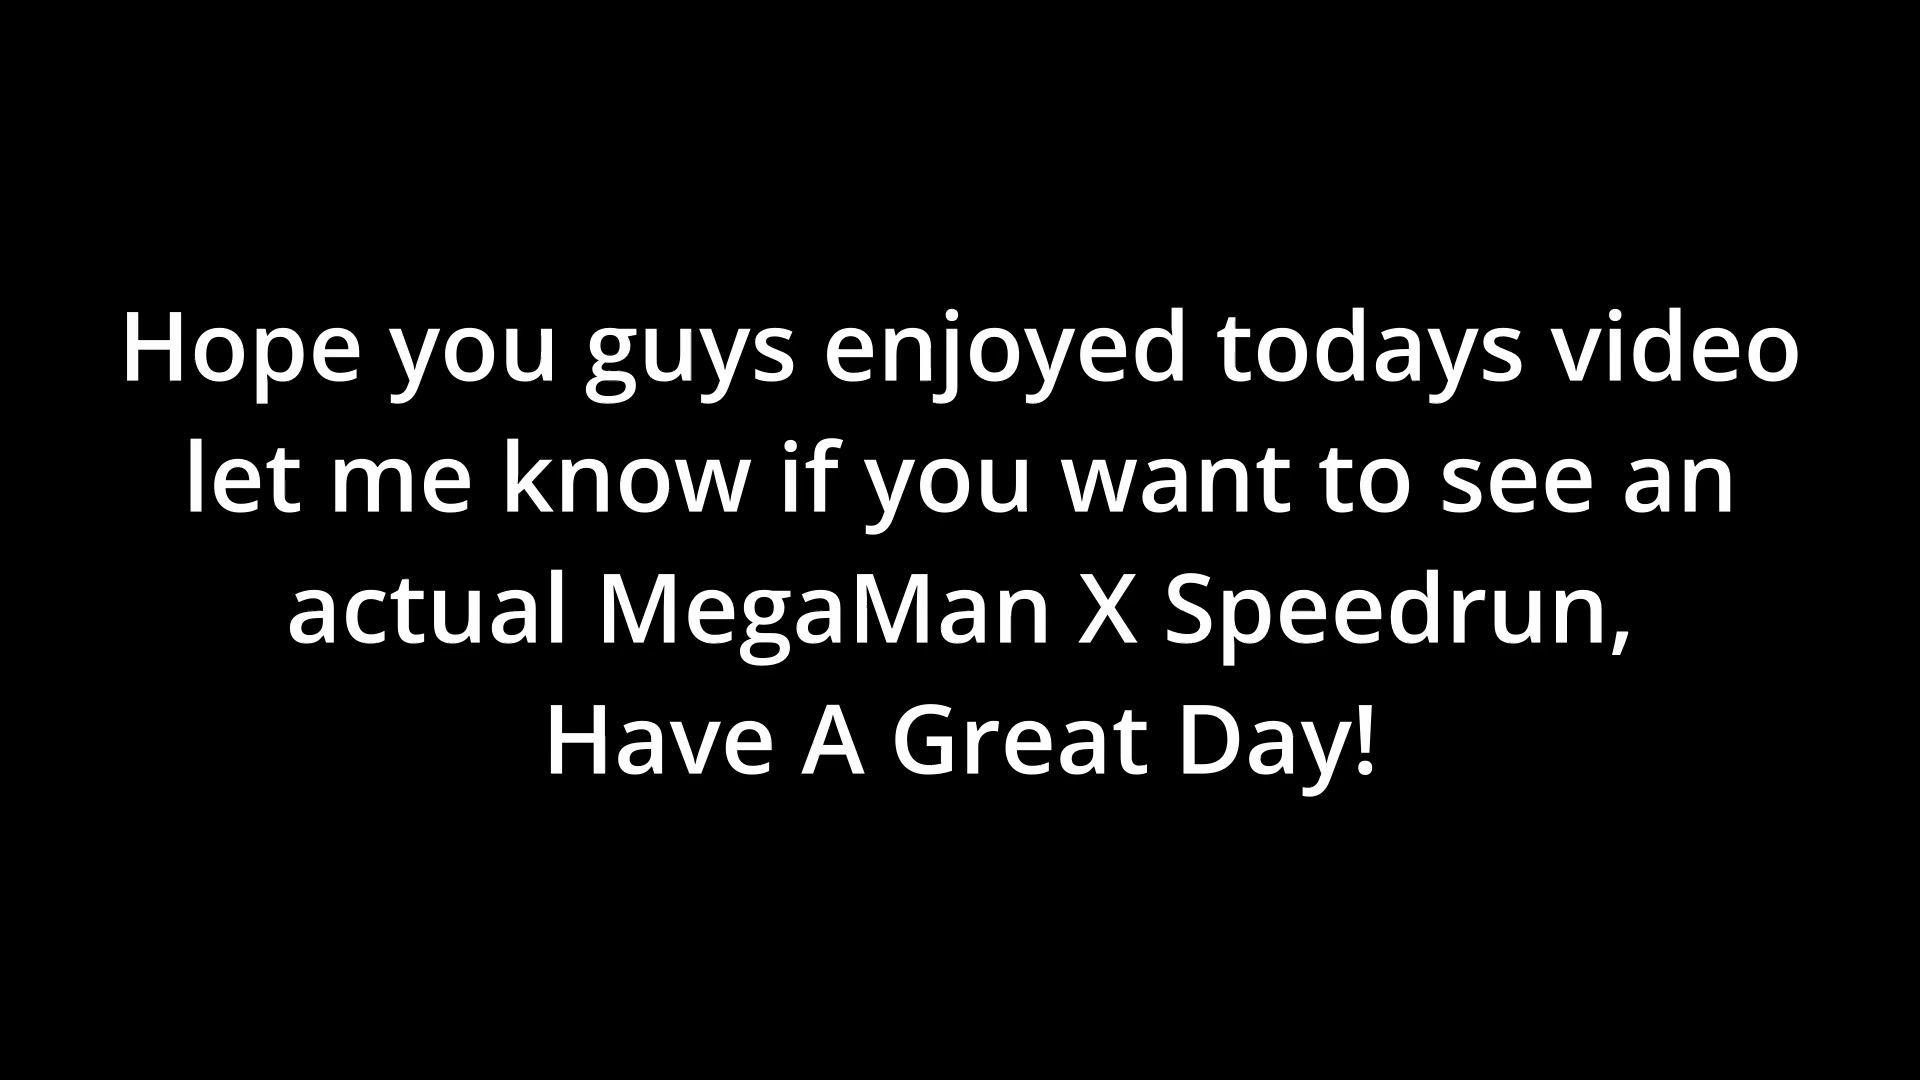 Hope you guys enjoyed todays video
let me know if you want to see an
actual MegaMan X Speedrun,
Have A Great Day!